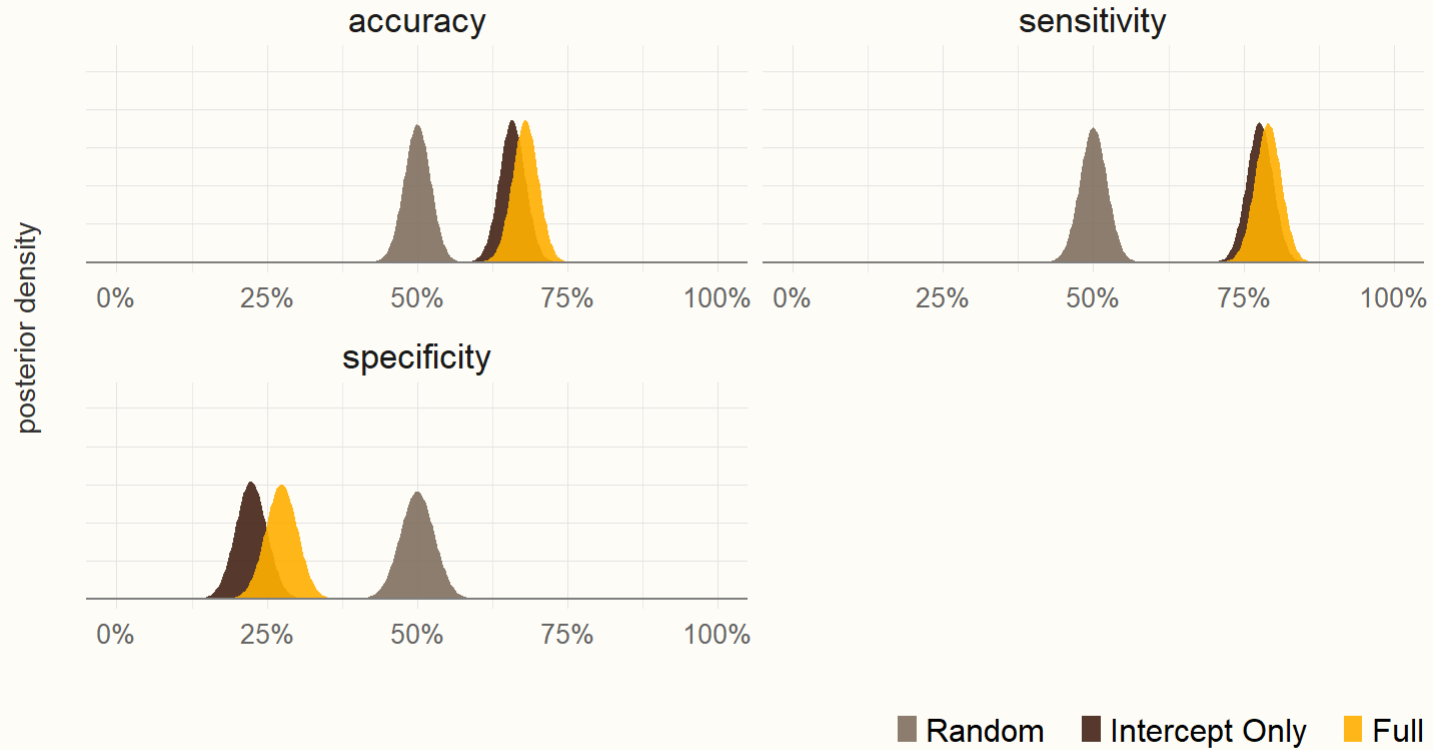 accuracy
sensitivity
posterior density
0% 25% 50% 75% 100%
0% 25% 50% 75% 100%
specificity
0% 25% 50% 75% 100%
Random Intercept Only Full